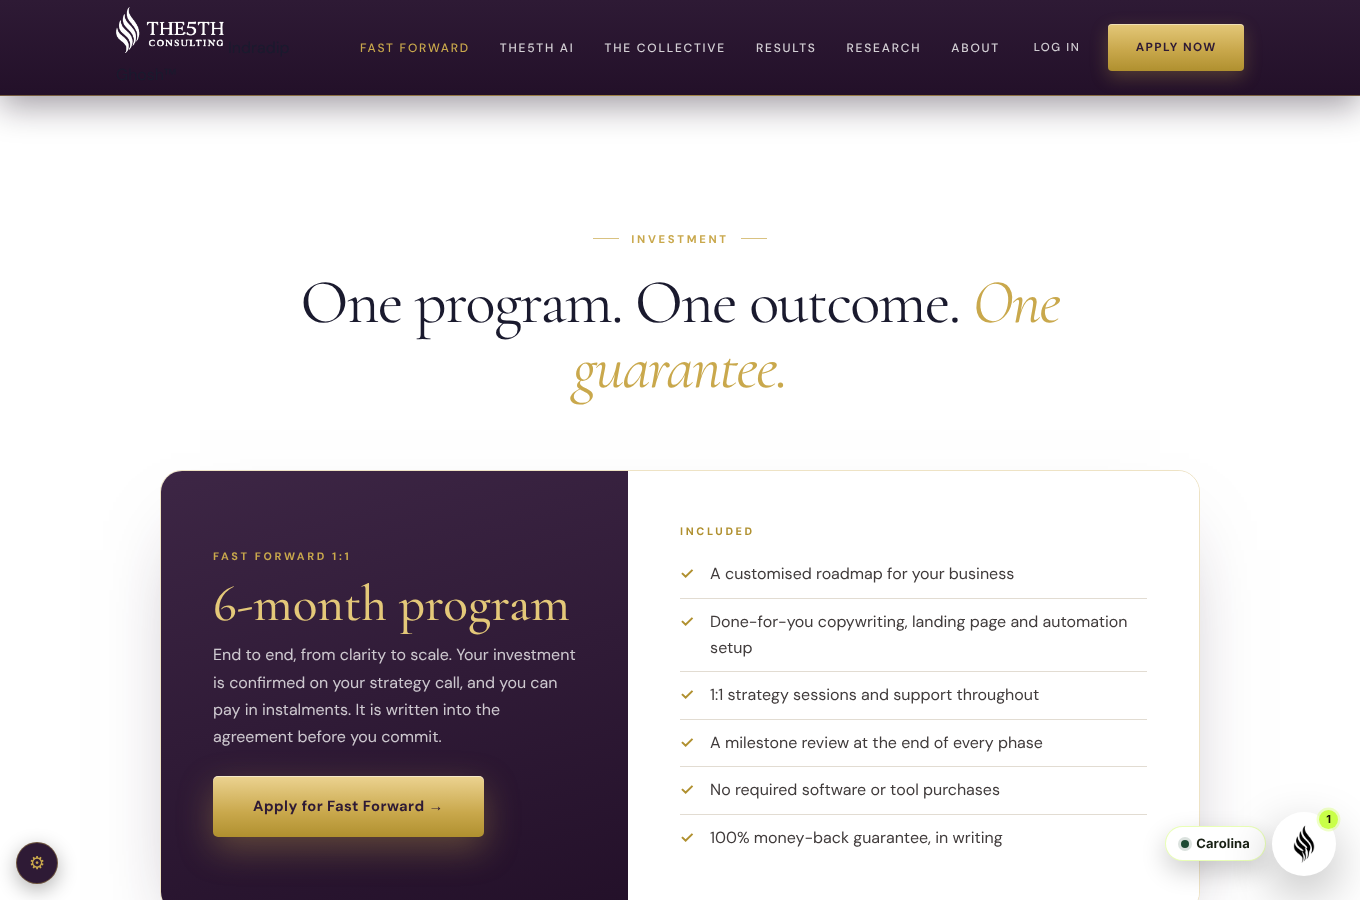 THE5TH
CONSULTING
FAST FORWARD
THE5TH AI
THE COLLECTIVE
RESULTS
RESEARCH
ABOUT
LOG IN
APPLY NOW
INVESTMENT
One program. One outcome. One
guarantee.
FAST FORWARD 1:1
6-month program
End to end, from clarity to scale. Your investment
is confirmed on your strategy call, and you can
pay in instalments. It is written into the
agreement before you commit.
Apply for Fast Forward →
INCLUDED
A customised roadmap for your business
Done-for-you copywriting, landing page and automation
setup
1:1 strategy sessions and support throughout
A milestone review at the end of every phase
No required software or tool purchases
100% money-back guarantee, in writing
Carolina
1